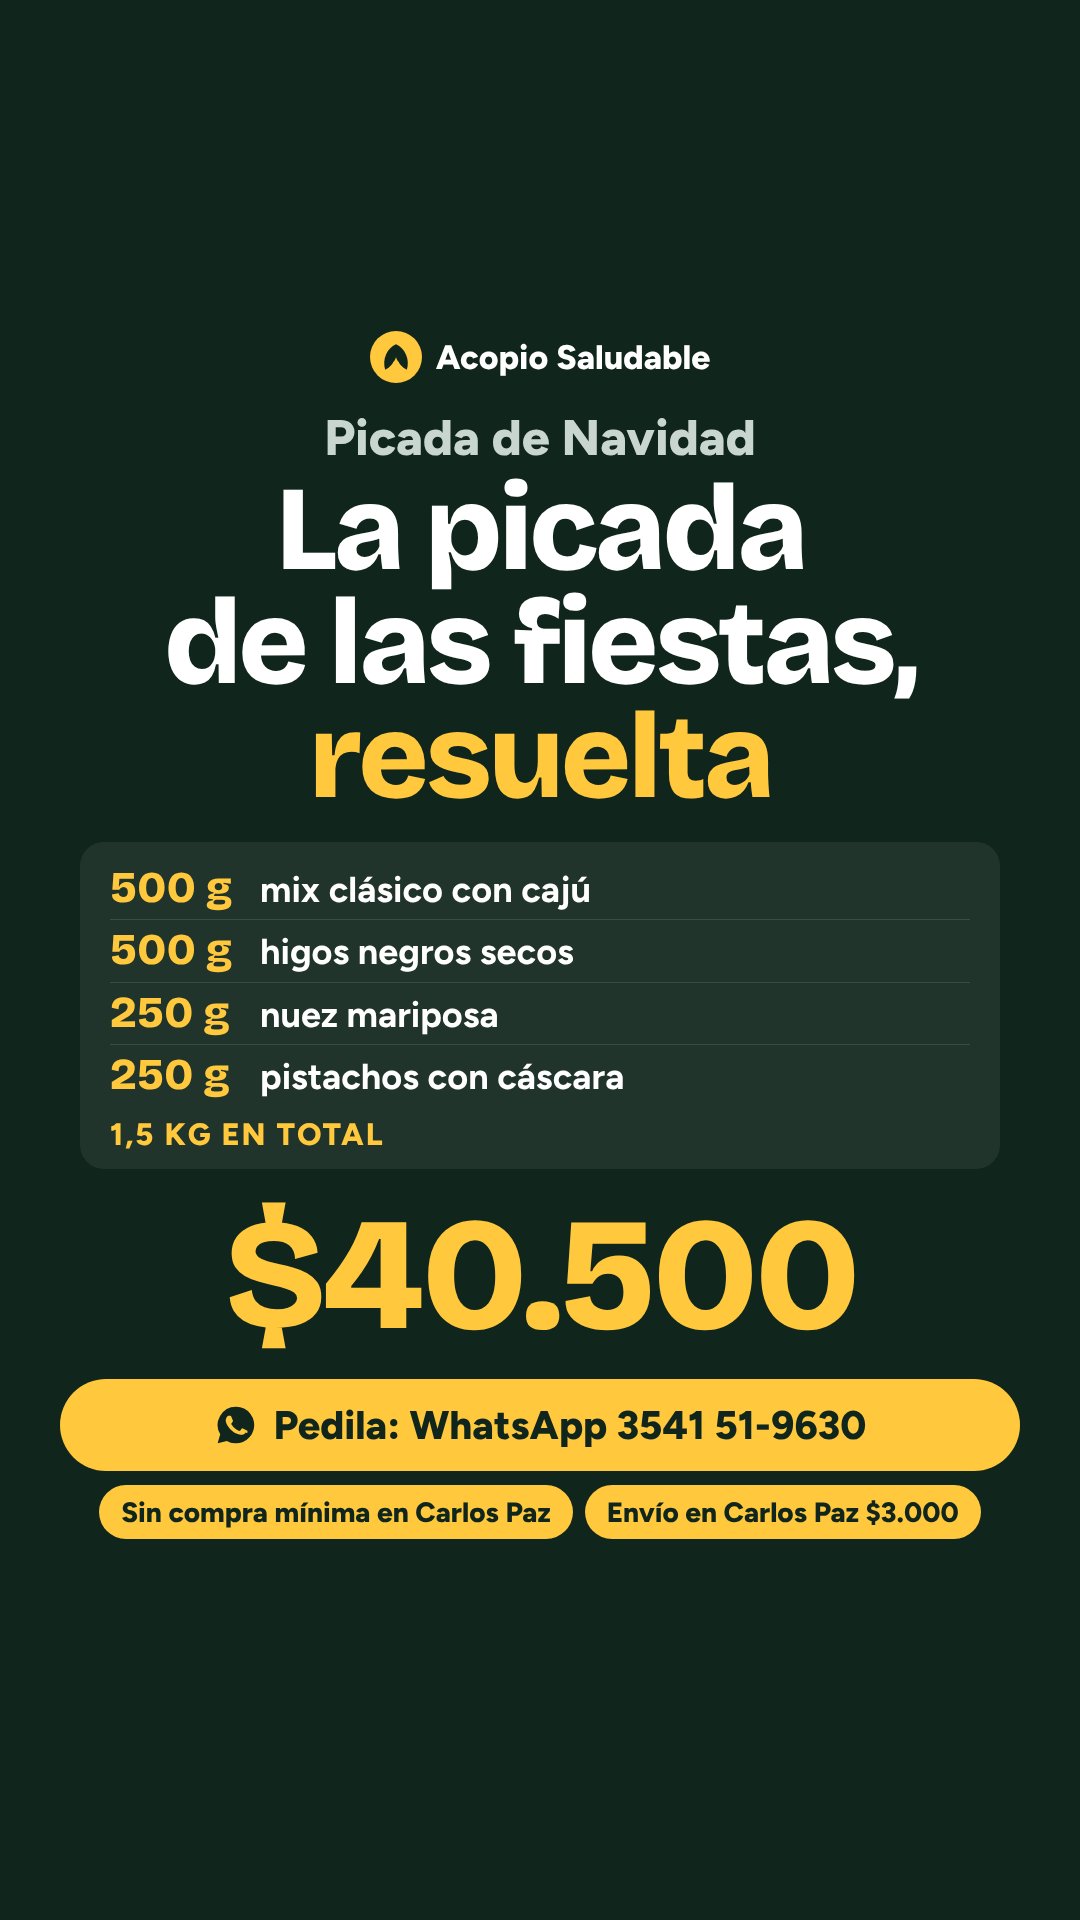 Acopio Saludable
Picada de Navidad
La picada
de las fiestas,
resuelta
500 g mix clásico con cajú
500 g higos negros secos
250 g nuez mariposa
250 g pistachos con cáscara
1,5 KG EN TOTAL
$40.500
Pedila: WhatsApp 3541 51-9630
Sin compra mínima en Carlos Paz
Envío en Carlos Paz $3.000